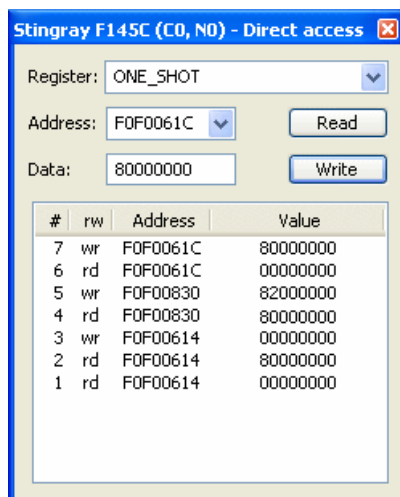 Stingray F145C (C0, N0) - Direct access
Register: ONE_SHOT
Address: F0F0061C Read
Data: 80000000 Write
# rw Address Value
7 wr F0F0061C 80000000
6 rd F0F0061C 00000000
5 wr F0F00830 82000000
4 rd F0F00830 80000000
3 wr F0F00614 00000000
2 rd F0F00614 80000000
1 rd F0F00614 00000000